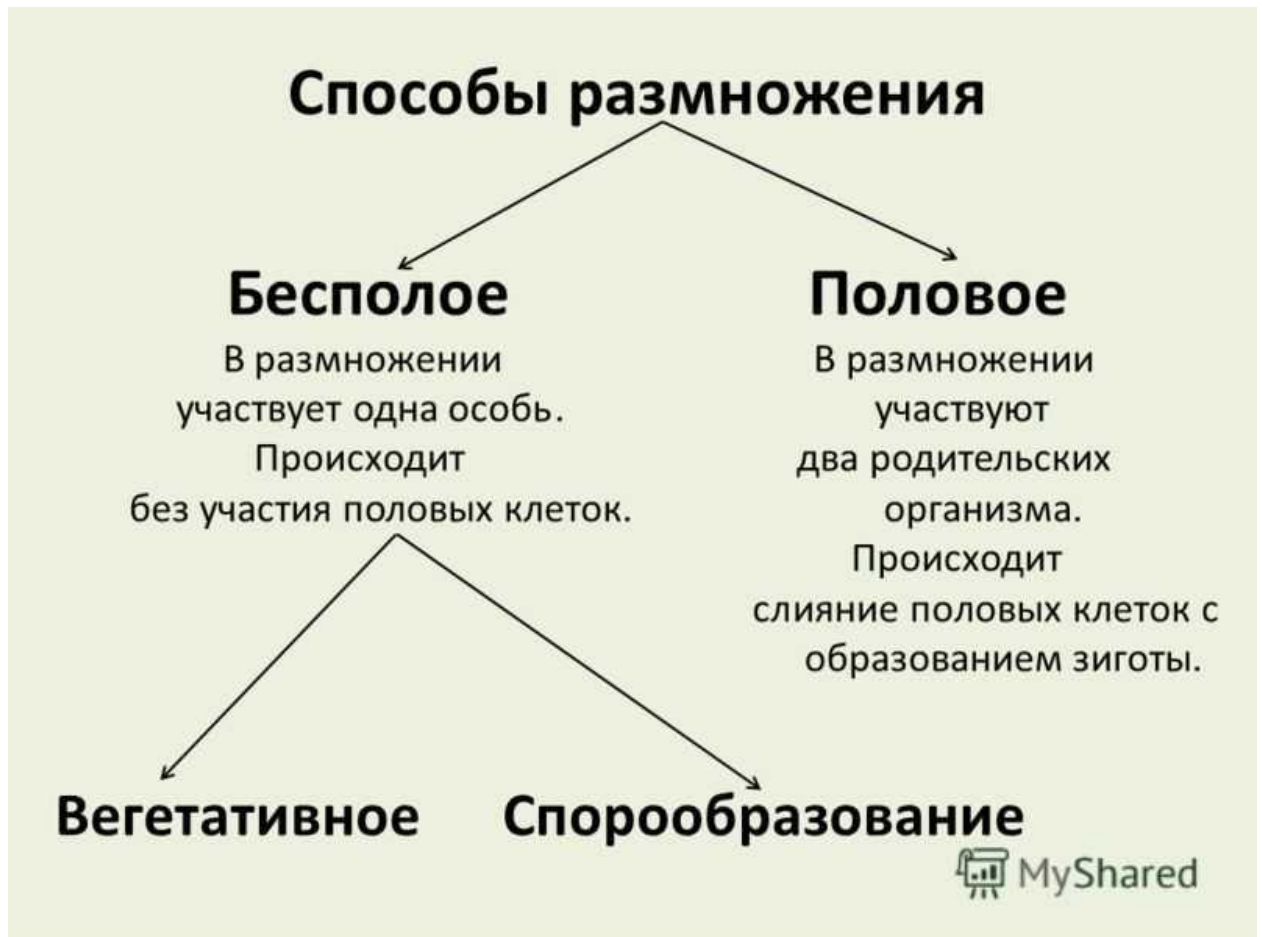 Способы размножения
Бесполое
В размножении
участвует одна особь.
Происходит
без участия половых клеток.
Половое
В размножении
участвуют
два родительских
организма.
Происходит
слияние половых клеток с
образованием зиготы.
Вегетативное
Спорообразование
MyShared